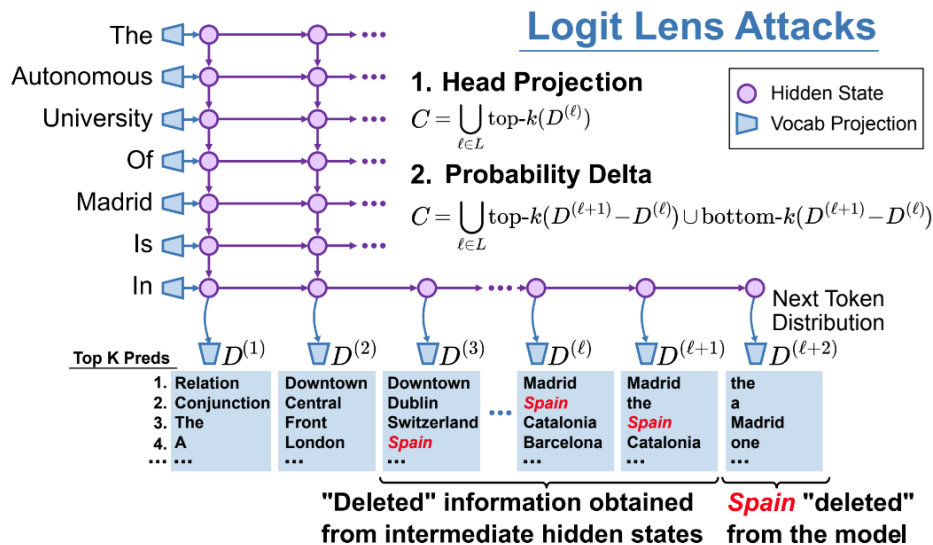 Logit Lens Attacks
The
Autonomous
University
Of
Madrid
Is
In
1. Head Projection
C = ⋃_{ℓ∈L} top-k(D^{(ℓ)})
2. Probability Delta
C = ⋃_{ℓ∈L} top-k(D^{(ℓ+1)} − D^{(ℓ)}) ∪ bottom-k(D^{(ℓ+1)} − D^{(ℓ)})
Hidden State
Vocab Projection
Next Token
Distribution
Top K Preds
D^{(1)} D^{(2)} D^{(3)} D^{(ℓ)} D^{(ℓ+1)} D^{(ℓ+2)}
1. Relation Downtown Downtown Madrid Madrid the
2. Conjunction Central Dublin Spain the a
3. The Front Switzerland Catalonia Spain Madrid
4. A London Spain Barcelona Catalonia one
... ... ... ... ... ... ...
"Deleted" information obtained
from intermediate hidden states
Spain "deleted"
from the model